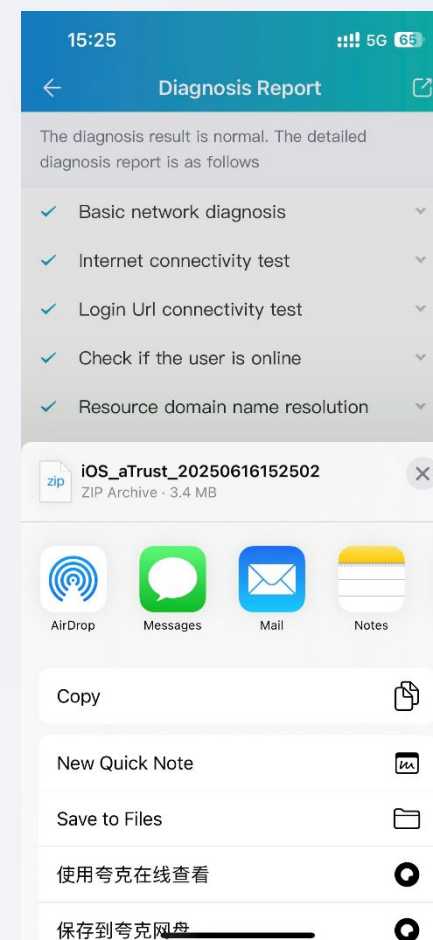 15:25
5G 65
Diagnosis Report
The diagnosis result is normal. The detailed
diagnosis report is as follows
Basic network diagnosis
Internet connectivity test
Login Url connectivity test
Check if the user is online
Resource domain name resolution
zip
iOS_aTrust_20250616152502
ZIP Archive · 3.4 MB
AirDrop
Messages
Mail
Notes
Copy
New Quick Note
Save to Files
使用夸克在线查看
保存到夸克网盘